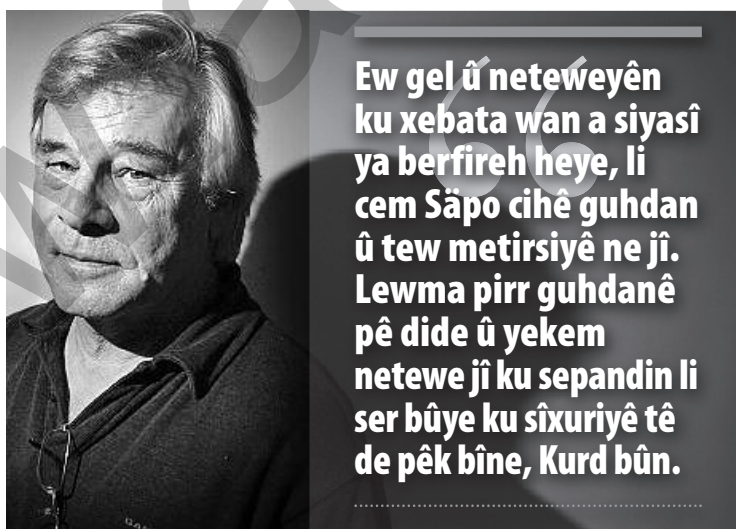 Ew gel û neteweyên
ku xebata wan a siyasî
ya berfireh heye, li
cem Säpo cihê guhdan
û tew metirsiyê ne jî.
Lewma pirr guhdanê
pê dide û yekem
netewe jî ku sepandin li
ser bûye ku sîxuriyê tê
de pêk bîne, Kurd bûn.